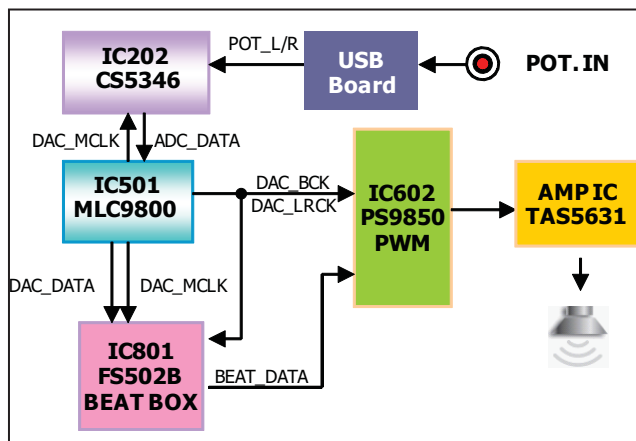 IC202
CS5346
POT_L/R
USB
Board
POT.IN
DAC_MCLK
ADC_DATA
IC501
MLC9800
DAC_BCK
DAC_LRCK
IC602
PS9850
PWM
AMP IC
TAS5631
DAC_DATA
DAC_MCLK
IC801
FS502B
BEAT BOX
BEAT_DATA